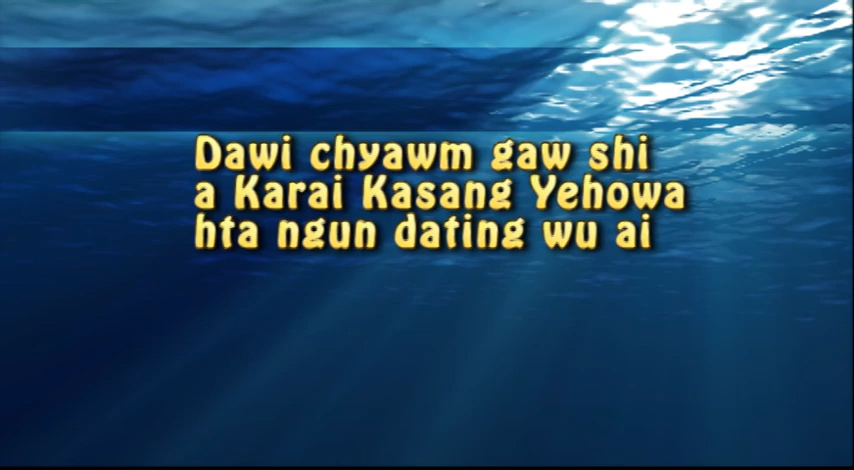 Dawi chyawm gaw shi
a Karai Kasang Yehowa
hta ngun dating wu ai